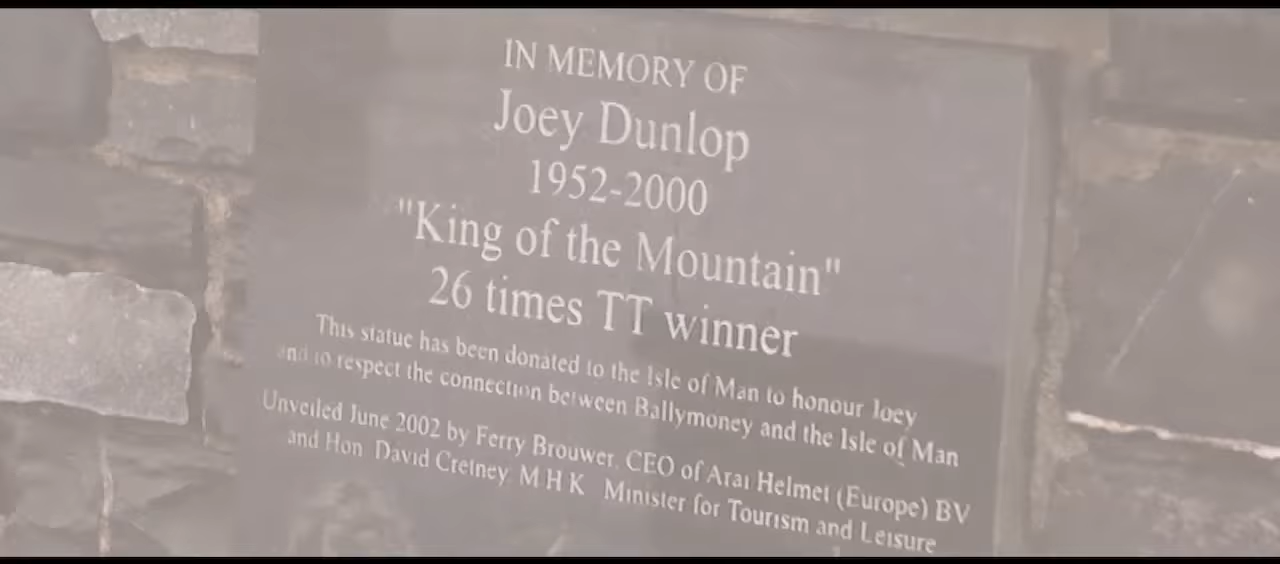 IN MEMORY OF
Joey Dunlop
1952-2000
"King of the Mountain"
26 times TT winner
This statue has been donated to the Isle of Man to honour Joey
and to respect the connection between Ballymoney and the Isle of Man
Unveiled June 2002 by Ferry Brouwer, CEO of Arai Helmet (Europe) BV
and Hon. David Cretney M H K Minister for Tourism and Leisure